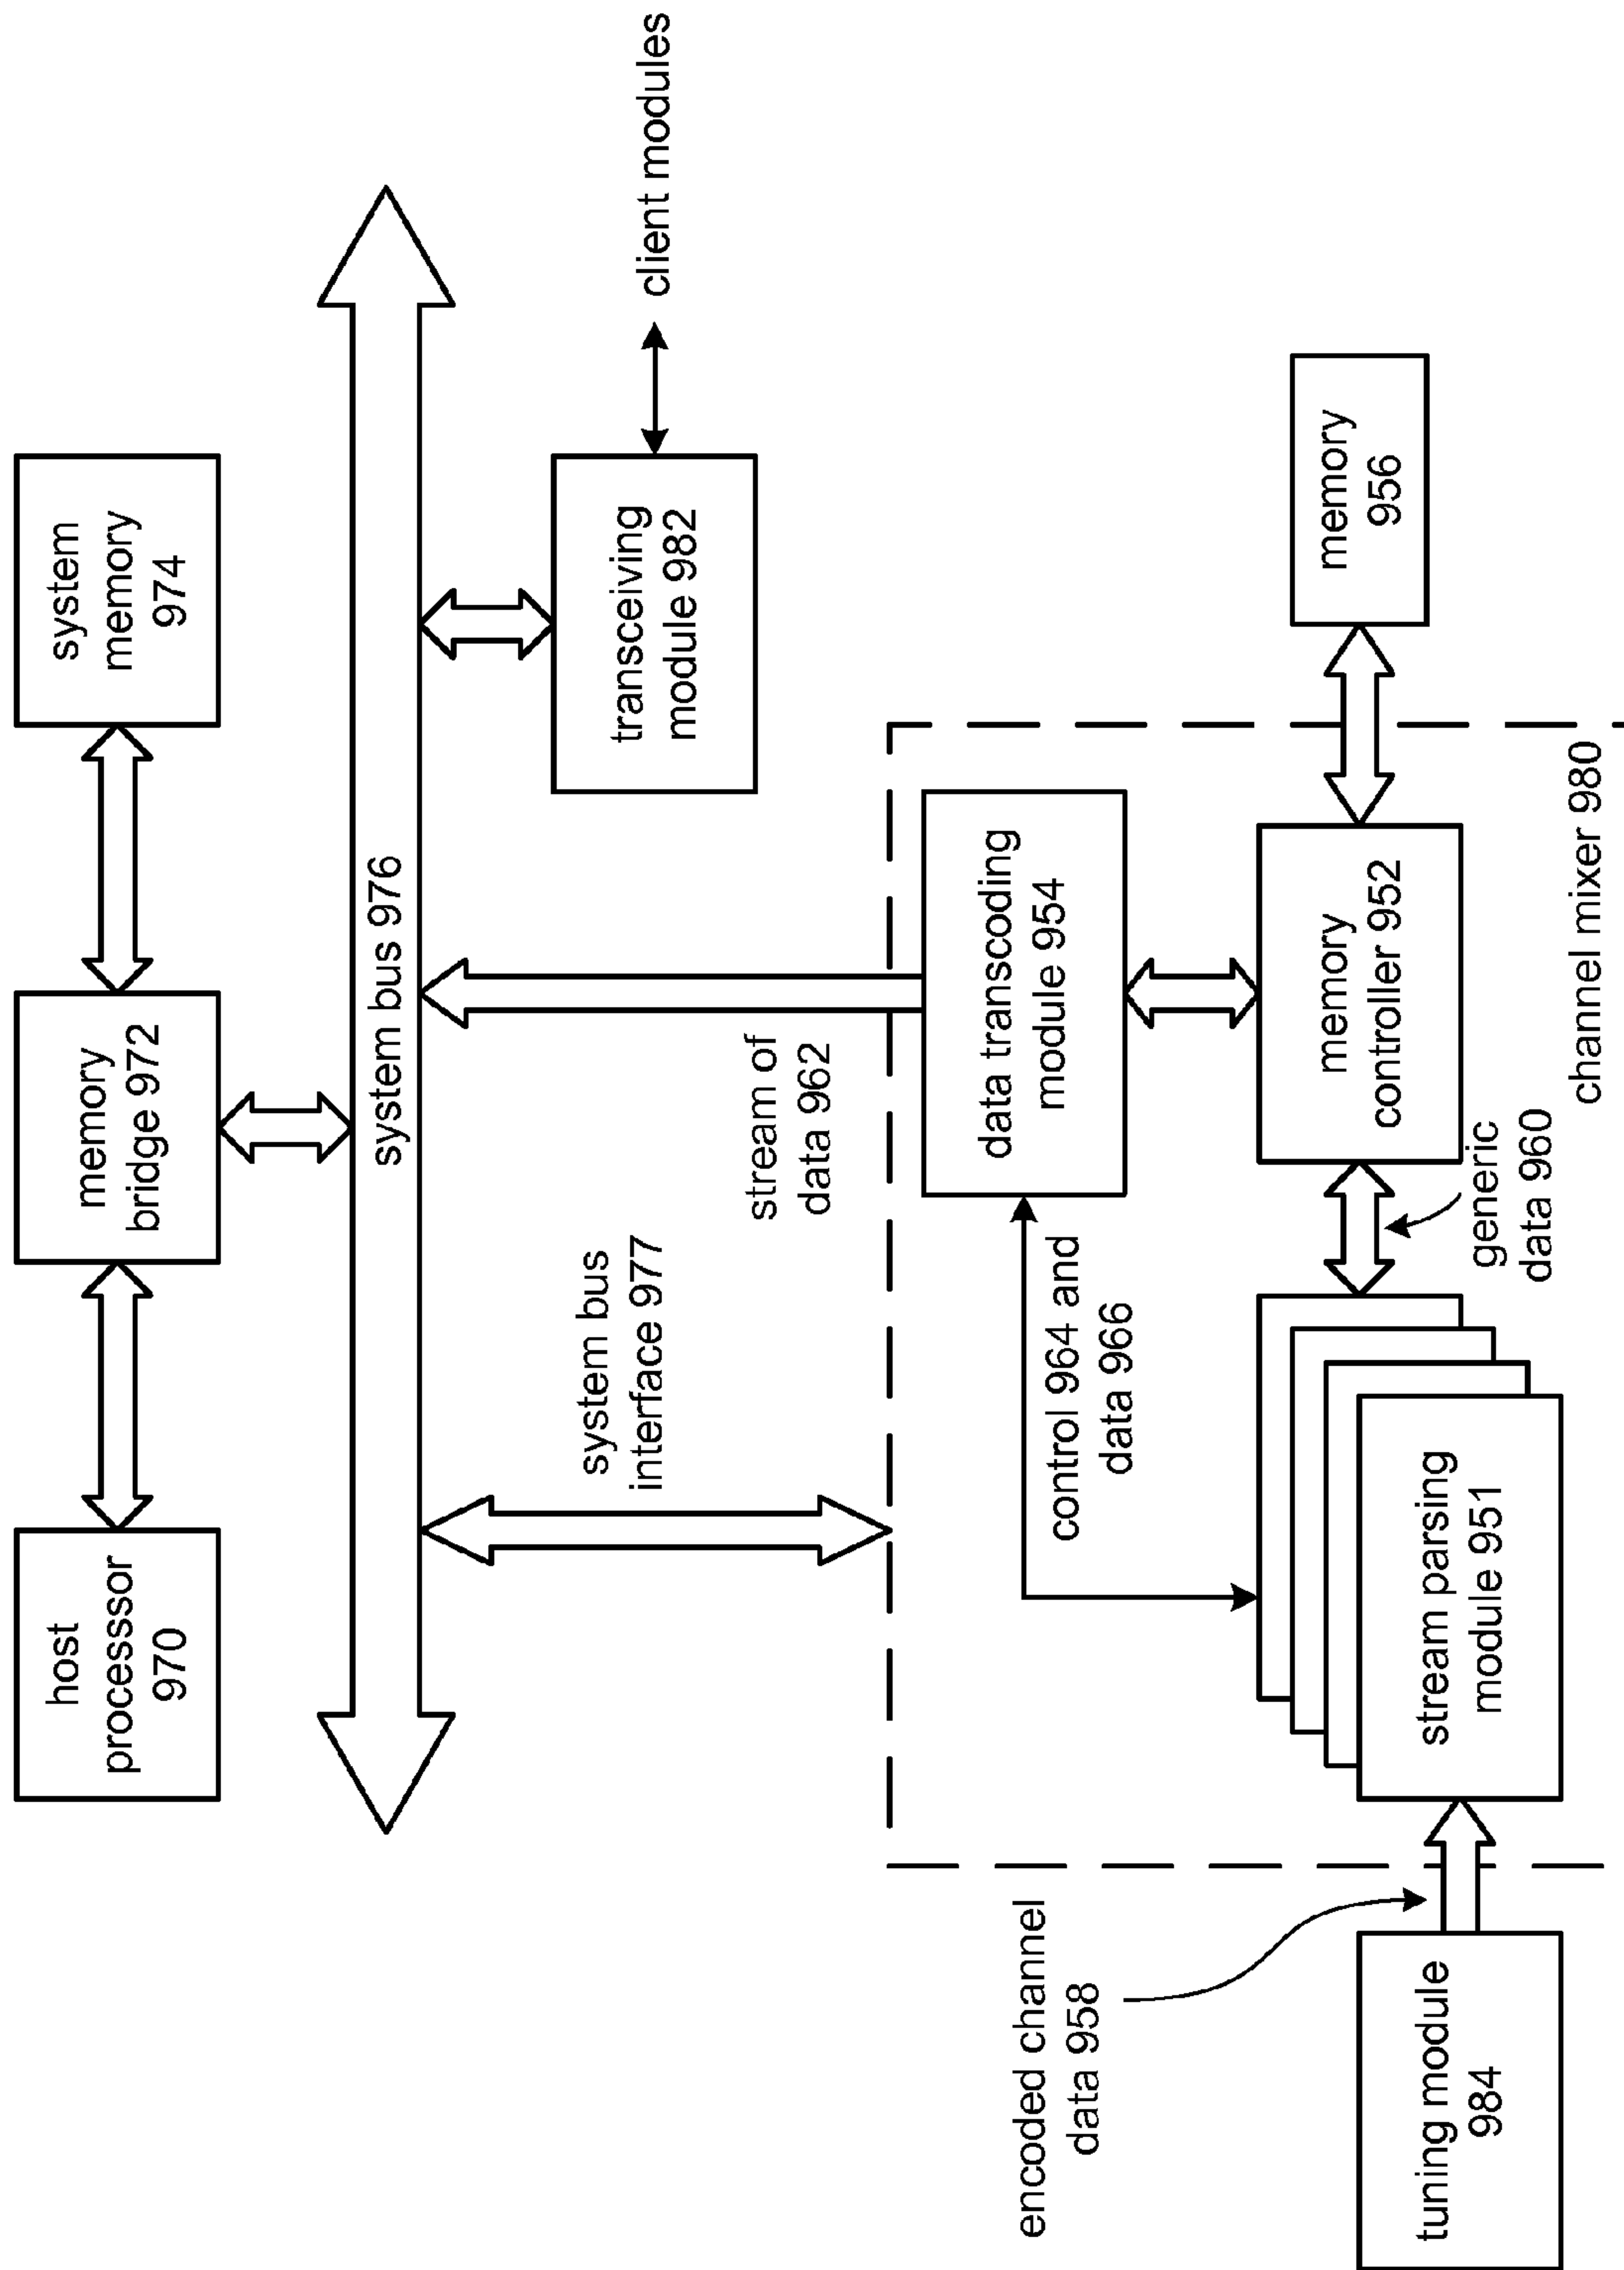 host
processor
970
memory
bridge 972
system
memory
974
system bus 976
system bus
interface 977
stream of
data 962
transceiving
module 982
client modules
control 964 and
data 966
data transcoding
module 954
encoded channel
data 958
tuning module
984
stream parsing
module 951
generic
data 960
memory
controller 952
memory
956
channel mixer 980